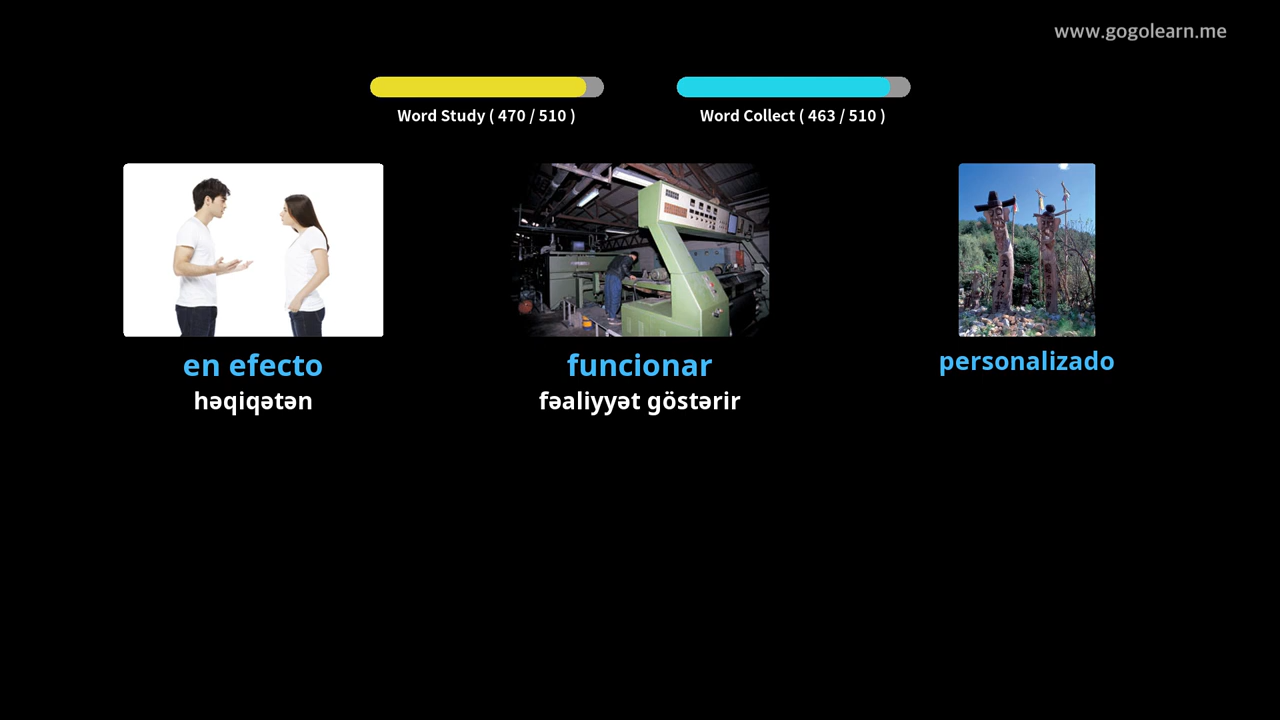 www.gogolearn.me
Word Study ( 470 / 510 )
Word Collect ( 463 / 510 )
en efecto
həqiqətən
funcionar
fəaliyyət göstərir
personalizado